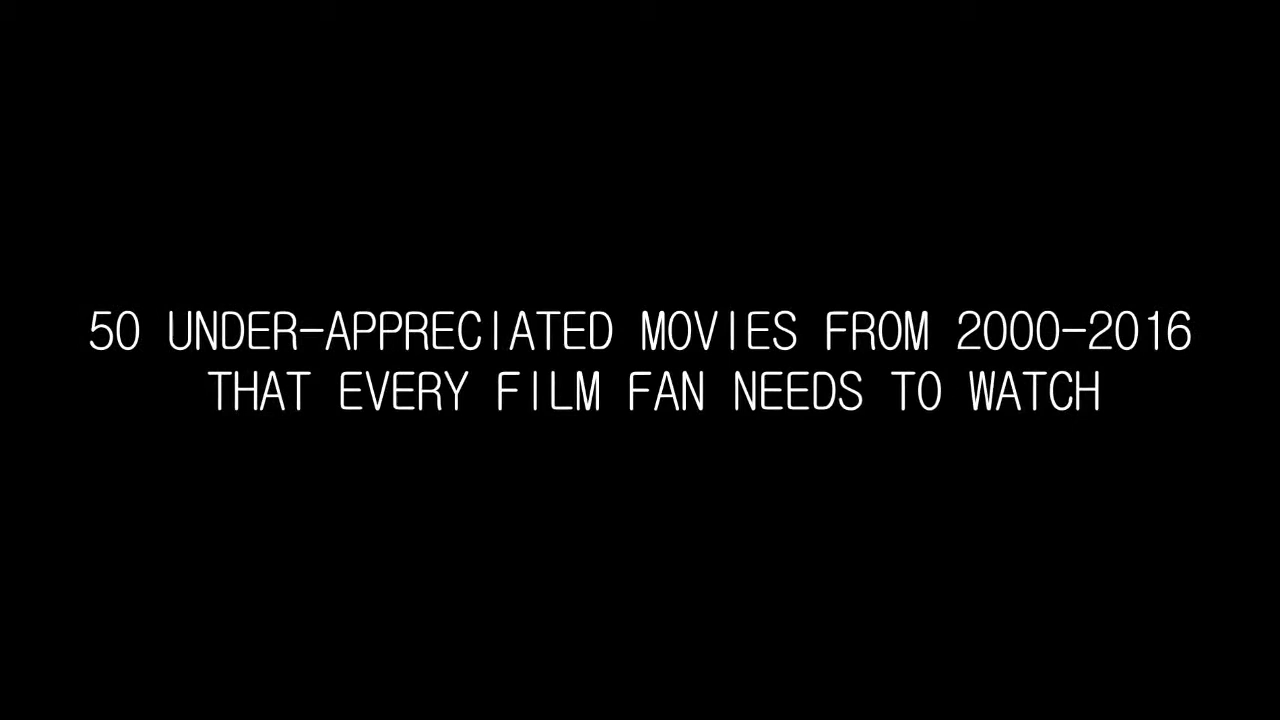 50 UNDER-APPRECIATED MOVIES FROM 2000-2016
THAT EVERY FILM FAN NEEDS TO WATCH